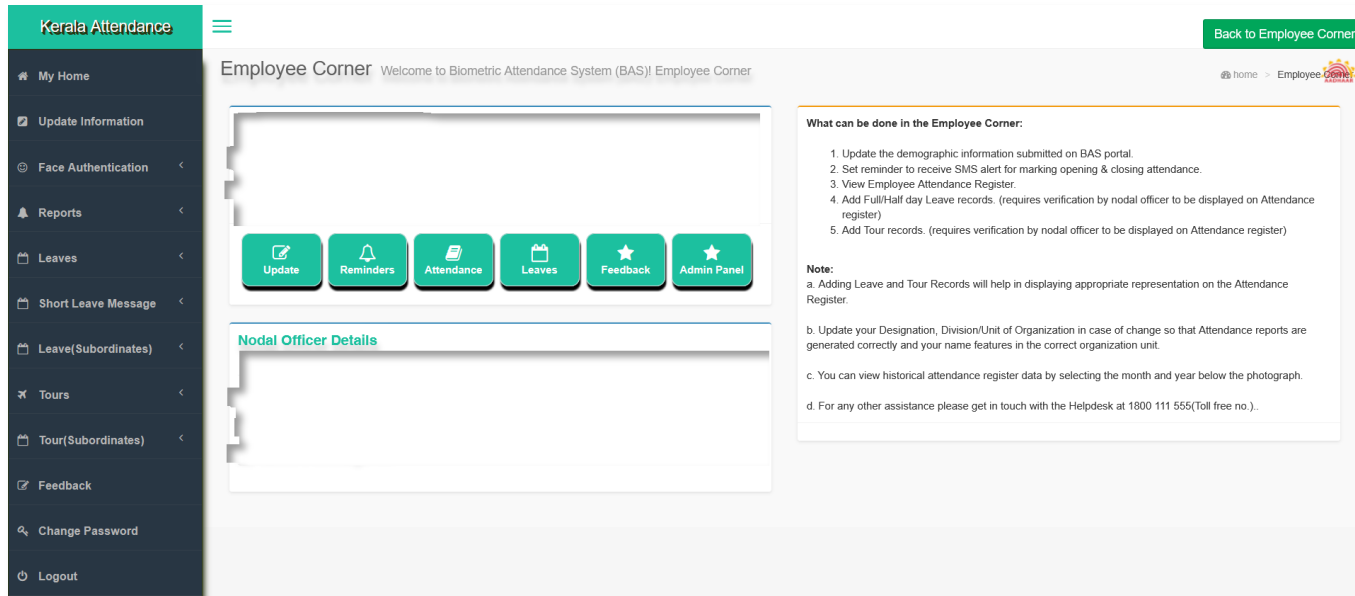 Kerala Attendance
Back to Employee Corner
My Home
Update Information
Face Authentication
Reports
Leaves
Short Leave Message
Leave(Subordinates)
Tours
Tour(Subordinates)
Feedback
Change Password
Logout
Employee Corner Welcome to Biometric Attendance System (BAS)! Employee Corner
home > Employee Corner
AADHAAR
Update
Reminders
Attendance
Leaves
Feedback
Admin Panel
Nodal Officer Details
What can be done in the Employee Corner:
1. Update the demographic information submitted on BAS portal.
2. Set reminder to receive SMS alert for marking opening & closing attendance.
3. View Employee Attendance Register.
4. Add Full/Half day Leave records. (requires verification by nodal officer to be displayed on Attendance
register)
5. Add Tour records. (requires verification by nodal officer to be displayed on Attendance register)
Note:
a. Adding Leave and Tour Records will help in displaying appropriate representation on the Attendance
Register.
b. Update your Designation, Division/Unit of Organization in case of change so that Attendance reports are
generated correctly and your name features in the correct organization unit.
c. You can view historical attendance register data by selecting the month and year below the photograph.
d. For any other assistance please get in touch with the Helpdesk at 1800 111 555(Toll free no.)..